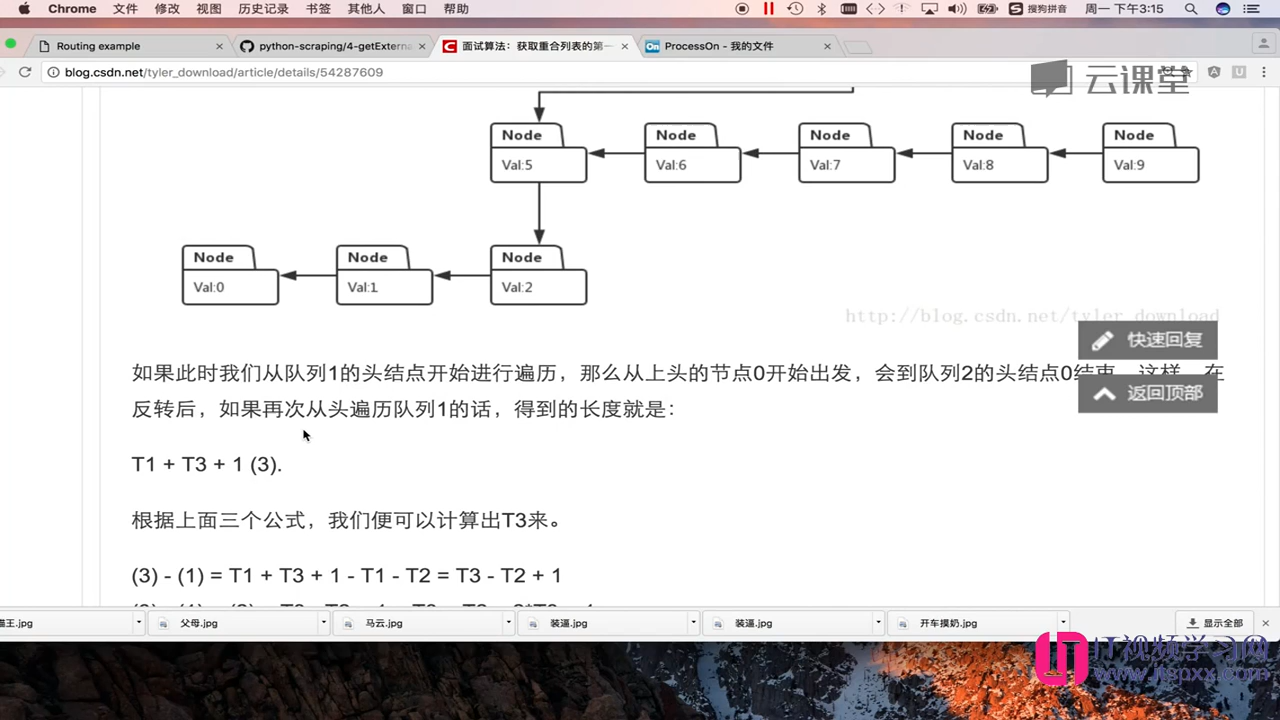 Chrome 文件 修改 视图 历史记录 书签 其他人 窗口 帮助 搜狗拼音 周一 下午3:15
Routing example python-scraping/4-getExterna 面试算法：获取重合列表的第一 ProcessOn - 我的文件
blog.csdn.net/tyler_download/article/details/54287609
云课堂
Node Node Node Node Node
Val:5 Val:6 Val:7 Val:8 Val:9
Node Node Node
Val:0 Val:1 Val:2
http://blog.csdn.net/tyler_download
快速回复
如果此时我们从队列1的头结点开始进行遍历，那么从上头的节点0开始出发，会到队列2的头结点0结束，这样，在
返回顶部
反转后，如果再次从头遍历队列1的话，得到的长度就是：
T1 + T3 + 1 (3).
根据上面三个公式，我们便可以计算出T3来。
(3) - (1) = T1 + T3 + 1 - T1 - T2 = T3 - T2 + 1
猫王.jpg 父母.jpg 马云.jpg 装逼.jpg 装逼.jpg 开车摸奶.jpg 显示全部
IT视频学习网
www.itspxx.com